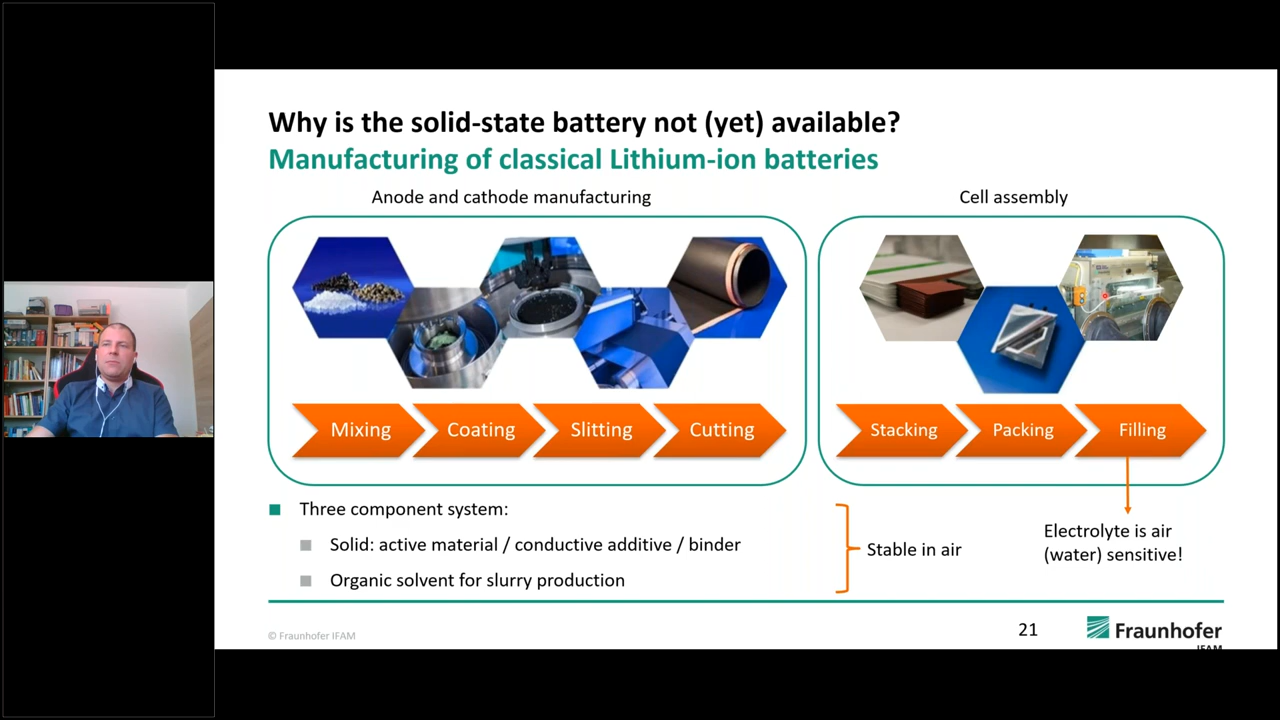 Why is the solid-state battery not (yet) available?
Manufacturing of classical Lithium-ion batteries
Anode and cathode manufacturing
Cell assembly
Mixing
Coating
Slitting
Cutting
Stacking
Packing
Filling
Three component system:
Solid: active material / conductive additive / binder
Organic solvent for slurry production
Stable in air
Electrolyte is air
(water) sensitive!
© Fraunhofer IFAM
21
Fraunhofer
IFAM